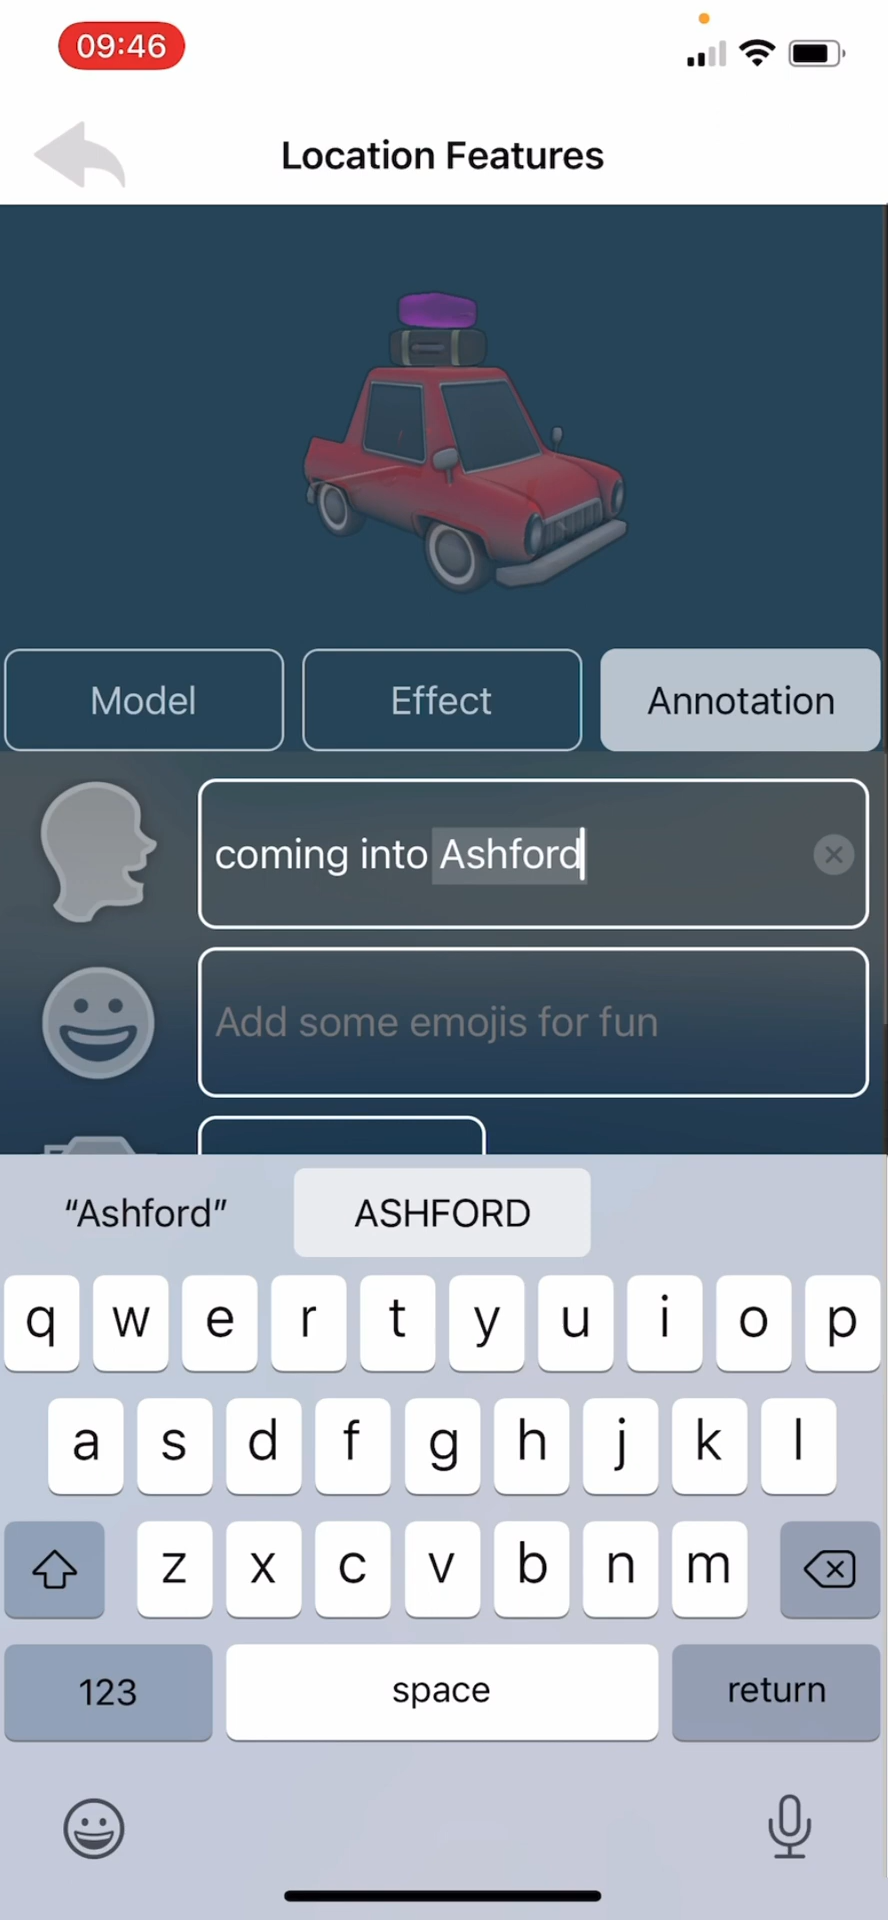 09:46
Location Features
Model Effect Annotation
coming into Ashford
Add some emojis for fun
“Ashford” ASHFORD
q w e r t y u i o p
a s d f g h j k l
z x c v b n m
123 space return